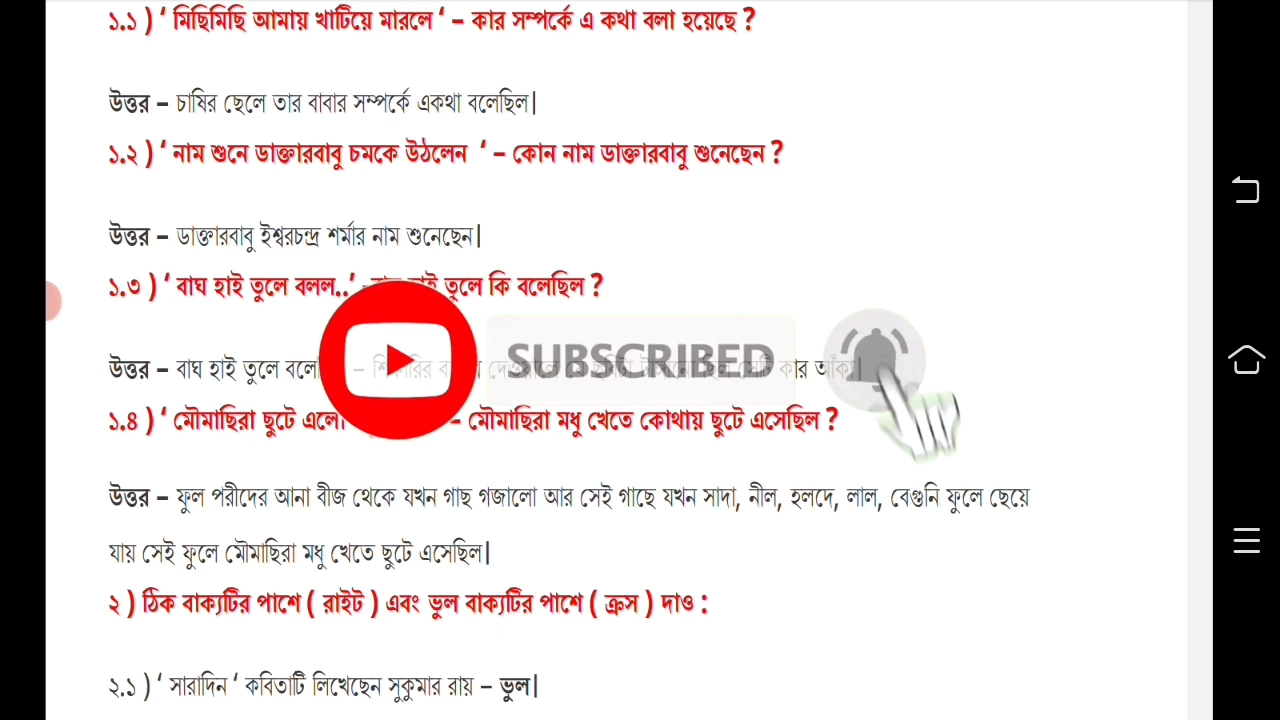 ১.১ ) ‘ মিছিমিছি আমায় খাটিয়ে মারলে ‘ – কার সম্পর্কে এ কথা বলা হয়েছে ?
উত্তর – চাষির ছেলে তার বাবার সম্পর্কে একথা বলেছিল।
১.২ ) ‘ নাম শুনে ডাক্তারবাবু চমকে উঠলেন ‘ – কোন নাম ডাক্তারবাবু শুনেছেন ?
উত্তর – ডাক্তারবাবু ইশ্বরচন্দ্র শর্মার নাম শুনেছেন।
১.৩ ) ‘ বাঘ হাই তুলে বলল..’ তুলে কি বলেছিল ?
উত্তর – বাঘ হাই তুলে – কার
SUBSCRIBED
১.৪ ) ‘ মৌমাছিরা ছুটে – মৌমাছিরা মধু খেতে কোথায় ছুটে এসেছিল ?
উত্তর – ফুল পরীদের আনা বীজ থেকে যখন গাছ গজালো আর সেই গাছে যখন সাদা, নীল, হলদে, লাল, বেগুনি ফুলে ছেয়ে
যায় সেই ফুলে মৌমাছিরা মধু খেতে ছুটে এসেছিল।
২ ) ঠিক বাক্যটির পাশে ( রাইট ) এবং ভুল বাক্যটির পাশে ( ক্রস ) দাও :
২.১ ) ‘ সারাদিন ‘ কবিতাটি লিখেছেন সুকুমার রায় – ভুল।